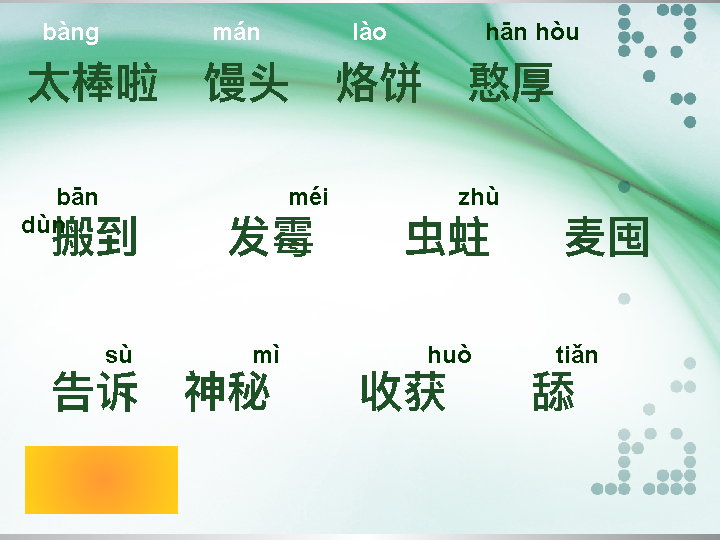 bàng mán lào hān hòu
太棒啦 馒头 烙饼 憨厚
bān méi zhù
dùn
搬到 发霉 虫蛀 麦囤
sù mì huò tiǎn
告诉 神秘 收获 舔